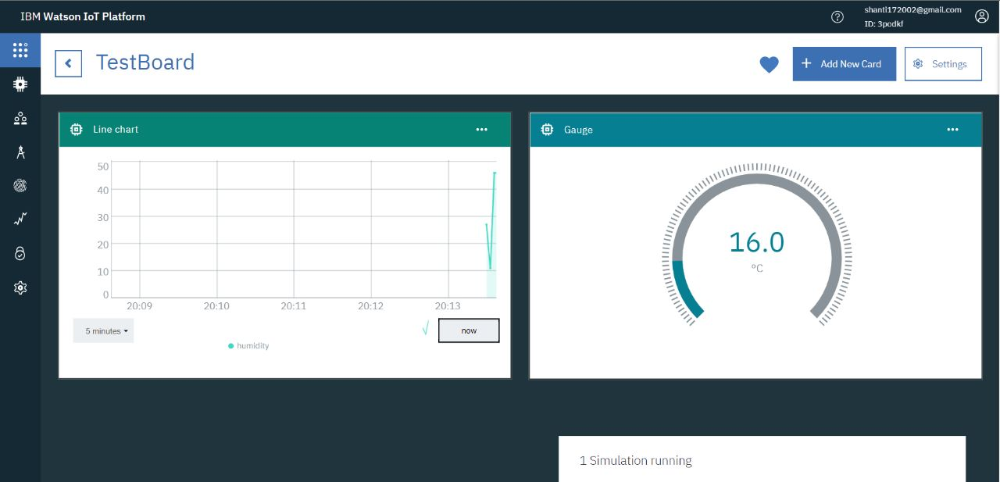 IBM Watson IoT Platform
shanti172002@gmail.com
ID: 3podkf
TestBoard
Add New Card
Settings
Line chart
Gauge
50
40
30
20
10
0
20:09
20:10
20:11
20:12
20:13
5 minutes
now
humidity
16.0
°C
1 Simulation running